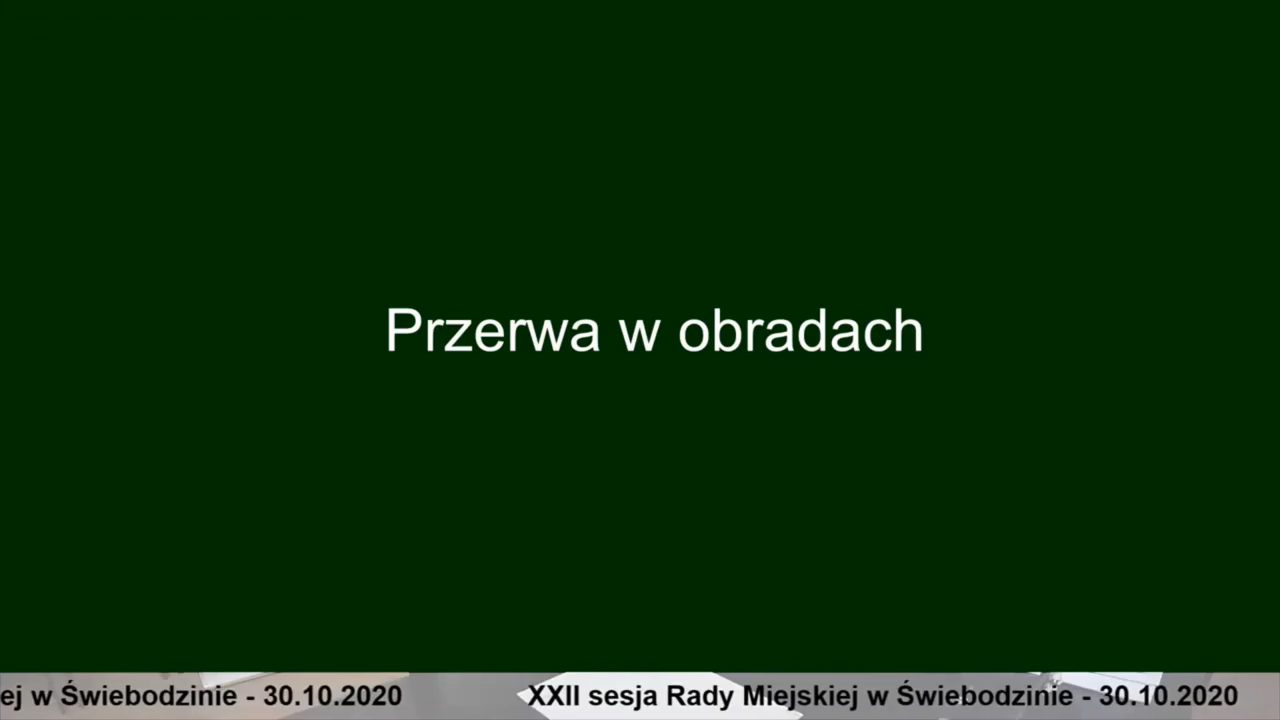 Przerwa w obradach
ej w Świebodzinie - 30.10.2020 XXII sesja Rady Miejskiej w Świebodzinie - 30.10.2020